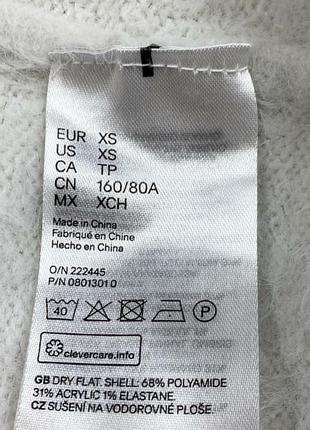 EUR XS
US XS
CA TP
CN 160/80A
MX XCH
Made in China
Fabriqué en Chine
Hecho en China
O/N 222445
P/N 0801301 0
40 P
clevercare.info
GB DRY FLAT. SHELL: 68% POLYAMIDE
31% ACRYLIC 1% ELASTANE.
CZ SUŠENÍ NA VODOROVNÉ PLOŠE.